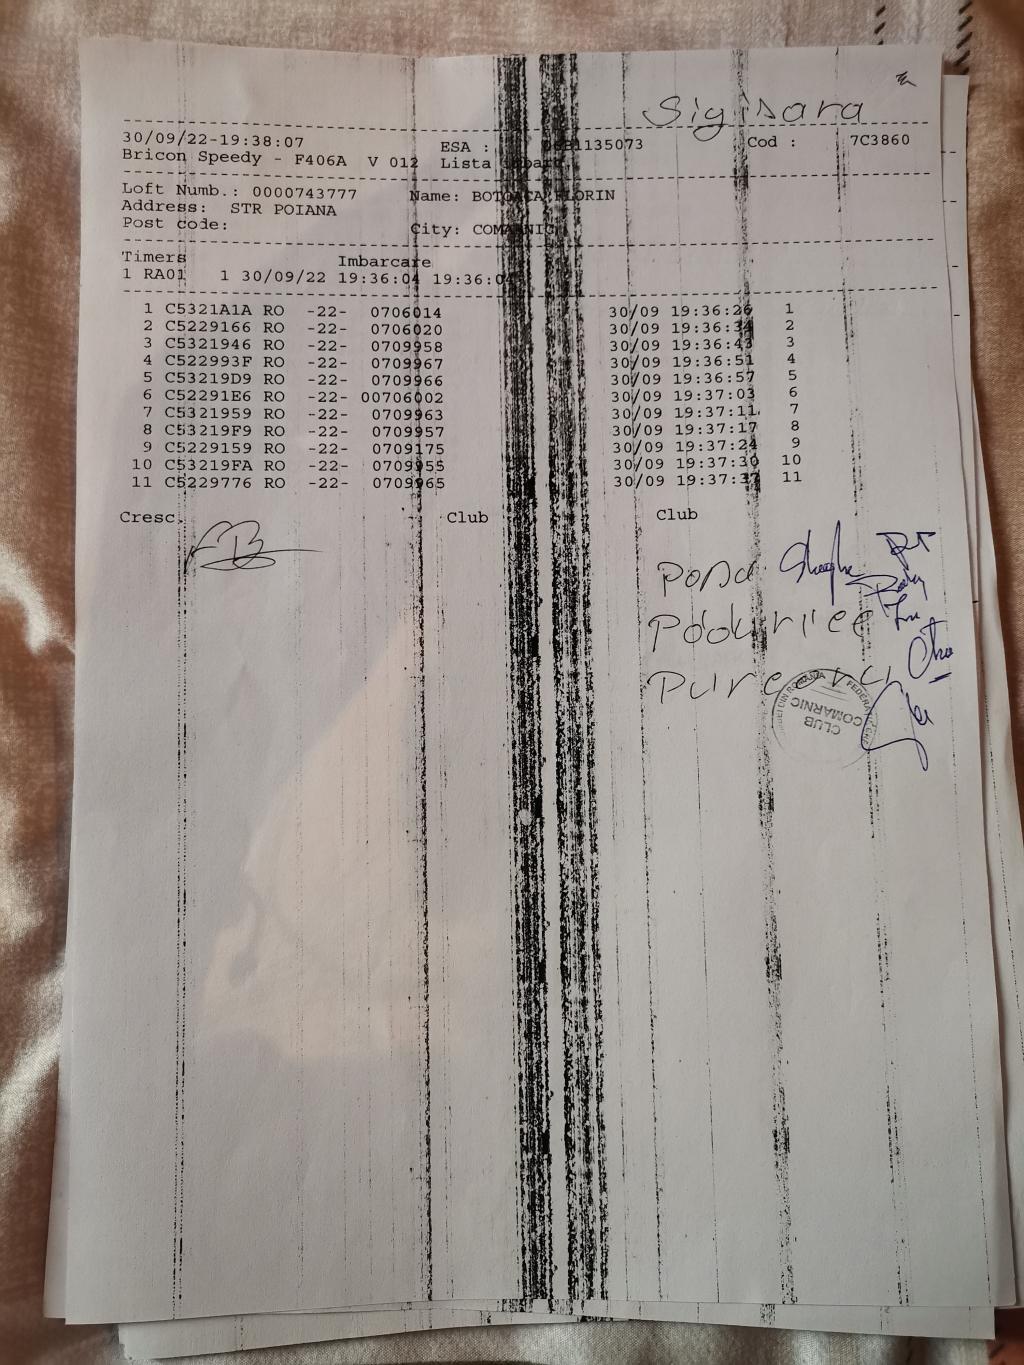 Sigisara
30/09/22-19:38:07 ESA : 1135073 Cod : 7C3860
Bricon Speedy - F406A V 012 Lista
Loft Numb.: 0000743777 Name: BOTOACA FLORIN
Address: STR POIANA
Post code: City: COMARNIC
Timers Imbarcare
1 RA01 1 30/09/22 19:36:04 19:36:04
1 C5321A1A RO -22- 0706014 30/09 19:36:26 1
2 C5229166 RO -22- 0706020 30/09 19:36:34 2
3 C5321946 RO -22- 0709958 30/09 19:36:43 3
4 C522993F RO -22- 0709967 30/09 19:36:51 4
5 C53219D9 RO -22- 0709966 30/09 19:36:57 5
6 C52291E6 RO -22- 00706002 30/09 19:37:03 6
7 C5321959 RO -22- 0709963 30/09 19:37:11 7
8 C53219F9 RO -22- 0709957 30/09 19:37:17 8
9 C5229159 RO -22- 0709175 30/09 19:37:24 9
10 C53219FA RO -22- 0709955 30/09 19:37:30 10
11 C5229776 RO -22- 0709965 30/09 19:37:37 11
Cresc. Club Club
CLUB
COMARNIC